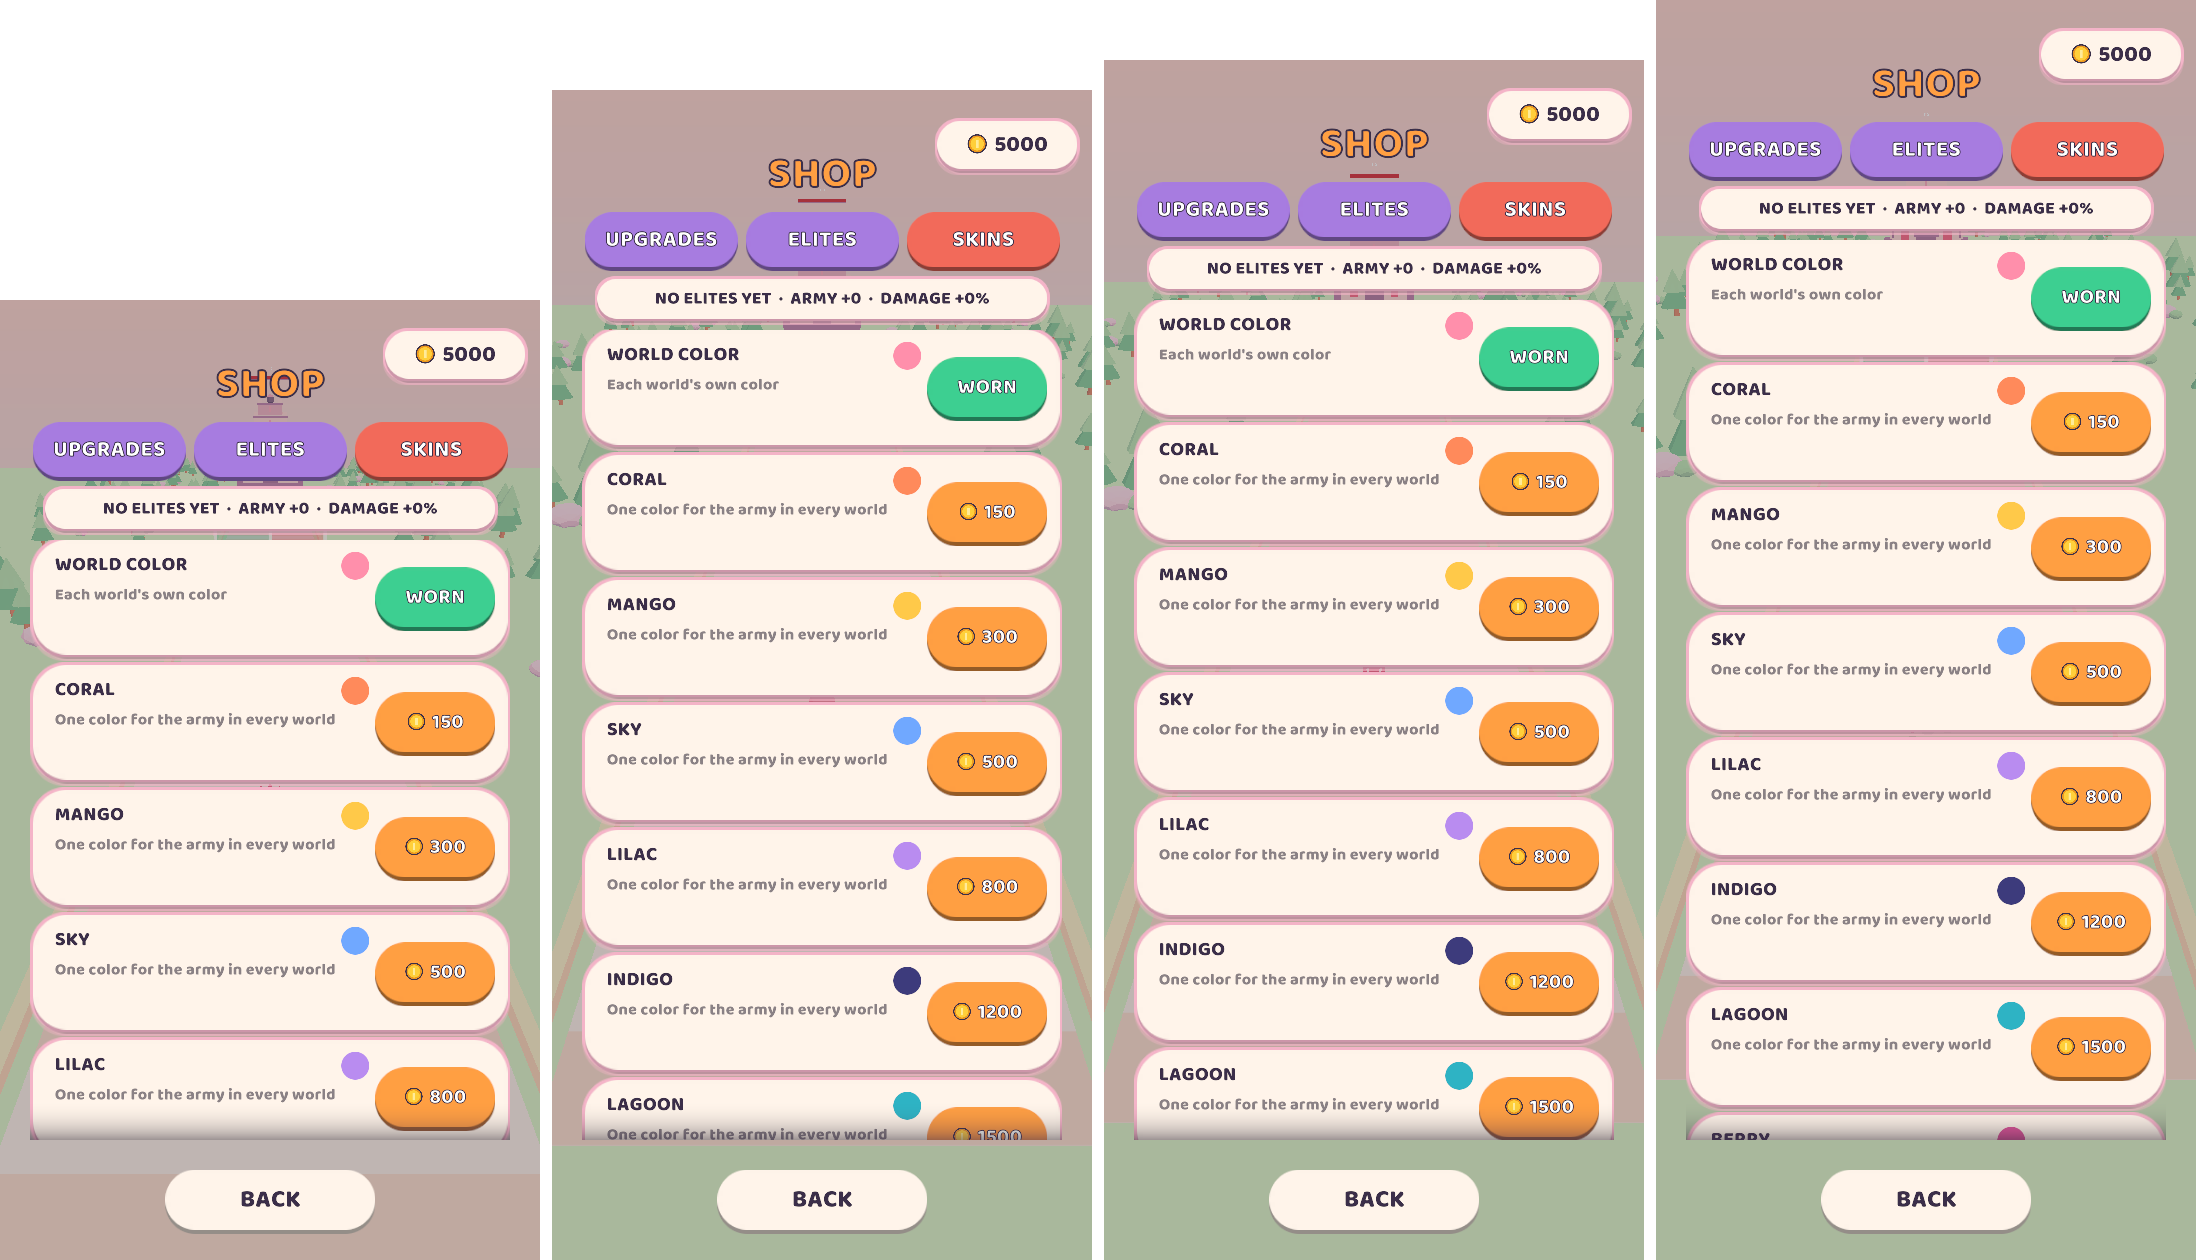 5000
SHOP
UPGRADES ELITES SKINS
NO ELITES YET · ARMY +0 · DAMAGE +0%
WORLD COLOR
Each world's own color
WORN
CORAL
One color for the army in every world
150
MANGO
One color for the army in every world
300
SKY
One color for the army in every world
500
LILAC
One color for the army in every world
800
BACK
5000
SHOP
UPGRADES ELITES SKINS
NO ELITES YET · ARMY +0 · DAMAGE +0%
WORLD COLOR
Each world's own color
WORN
CORAL
One color for the army in every world
150
MANGO
One color for the army in every world
300
SKY
One color for the army in every world
500
LILAC
One color for the army in every world
800
INDIGO
One color for the army in every world
1200
LAGOON
One color for the army in every world
1500
BACK
5000
SHOP
UPGRADES ELITES SKINS
NO ELITES YET · ARMY +0 · DAMAGE +0%
WORLD COLOR
Each world's own color
WORN
CORAL
One color for the army in every world
150
MANGO
One color for the army in every world
300
SKY
One color for the army in every world
500
LILAC
One color for the army in every world
800
INDIGO
One color for the army in every world
1200
LAGOON
One color for the army in every world
1500
BACK
5000
SHOP
UPGRADES ELITES SKINS
NO ELITES YET · ARMY +0 · DAMAGE +0%
WORLD COLOR
Each world's own color
WORN
CORAL
One color for the army in every world
150
MANGO
One color for the army in every world
300
SKY
One color for the army in every world
500
LILAC
One color for the army in every world
800
INDIGO
One color for the army in every world
1200
LAGOON
One color for the army in every world
1500
BERRY
BACK